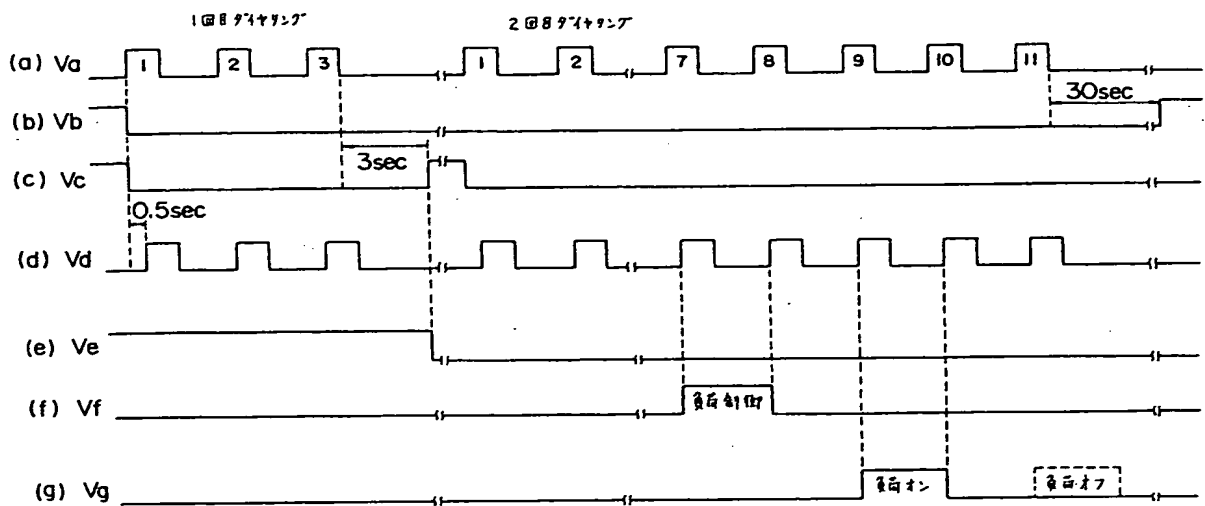 1回目ダイヤリング
2回目ダイヤリング
(a) Va
1 2 3 1 2 7 8 9 10 11
30sec
(b) Vb
3sec
(c) Vc
0.5sec
(d) Vd
(e) Ve
(f) Vf
負荷制御
(g) Vg
負荷オン
負荷オフ